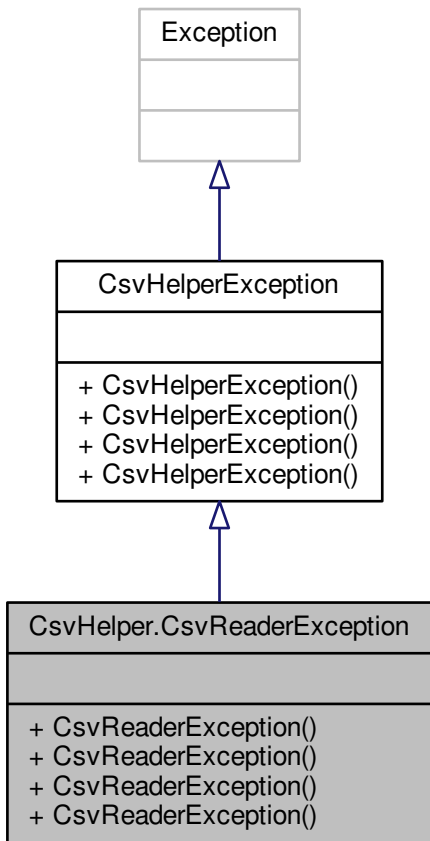 Exception
CsvHelperException
+ CsvHelperException()
+ CsvHelperException()
+ CsvHelperException()
+ CsvHelperException()
CsvHelper.CsvReaderException
+ CsvReaderException()
+ CsvReaderException()
+ CsvReaderException()
+ CsvReaderException()